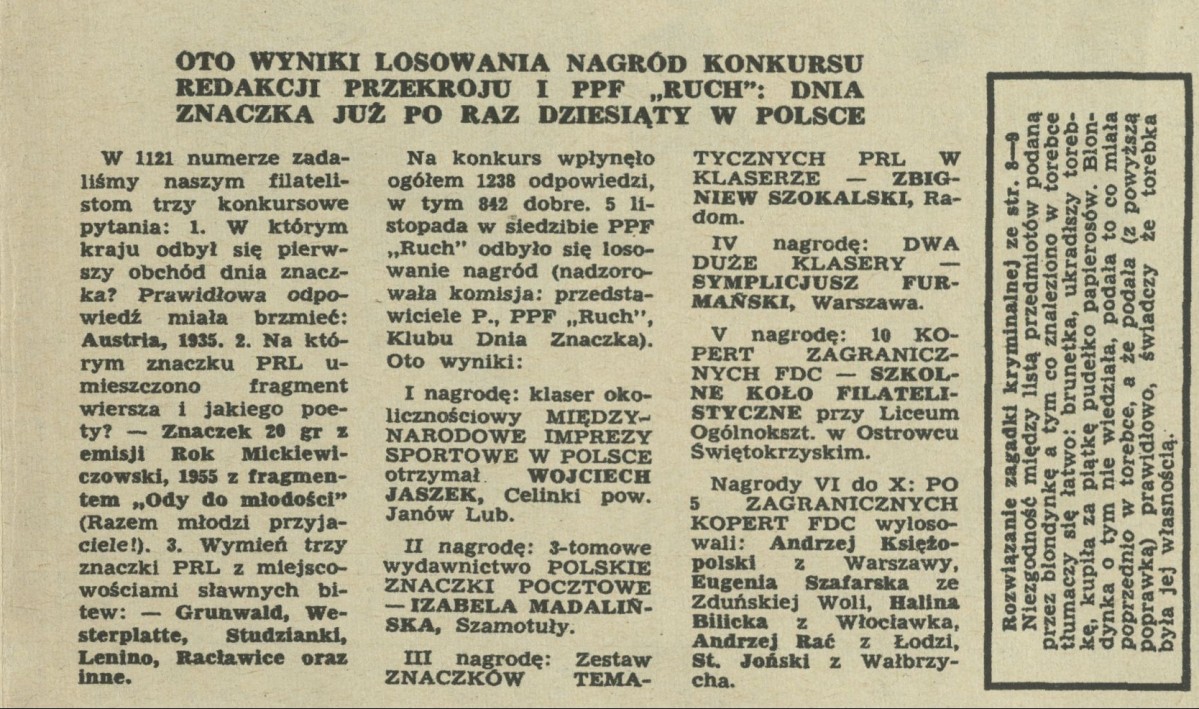 OTO WYNIKI LOSOWANIA NAGRÓD KONKURSU
REDAKCJI PRZEKROJU I PPF „RUCH”: DNIA
ZNACZKA JUŻ PO RAZ DZIESIĄTY W POLSCE
W 1121 numerze zada-
liśmy naszym filateli-
stom trzy konkursowe
pytania: 1. W którym
kraju odbył się pierw-
szy obchód dnia znacz-
ka? Prawidłowa odpo-
wiedź miała brzmieć:
Austria, 1935. 2. Na któ-
rym znaczku PRL u-
mieszczono fragment
wiersza i jakiego poe-
ty? — Znaczek 20 gr z
emisji Rok Mickiewi-
czowski, 1955 z fragmen-
tem „Ody do młodości”
(Razem młodzi przyja-
ciele!). 3. Wymień trzy
znaczki PRL z miejsco-
wościami sławnych bi-
tew: — Grunwald, We-
sterplatte, Studzianki,
Lenino, Racławice oraz
inne.
Na konkurs wpłynęło
ogółem 1238 odpowiedzi,
w tym 842 dobre. 5 li-
stopada w siedzibie PPF
„Ruch” odbyło się loso-
wanie nagród (nadzoro-
wała komisja: przedsta-
wiciele P., PPF „Ruch”,
Klubu Dnia Znaczka).
Oto wyniki:
I nagrodę: klaser oko-
licznościowy MIĘDZY-
NARODOWE IMPREZY
SPORTOWE W POLSCE
otrzymał WOJCIECH
JASZEK, Celinki pow.
Janów Lub.
II nagrodę: 3-tomowe
wydawnictwo POLSKIE
ZNACZKI POCZTOWE
— IZABELA MADALIŃ-
SKA, Szamotuły.
III nagrodę: Zestaw
ZNACZKÓW TEMA-
TYCZNYCH PRL W
KLASERZE — ZBIG-
NIEW SZOKALSKI, Ra-
dom.
IV nagrodę: DWA
DUŻE KLASERY —
SYMPLICJUSZ FUR-
MAŃSKI, Warszawa.
V nagrodę: 10 KO-
PERT ZAGRANICZ-
NYCH FDC — SZKOL-
NE KOŁO FILATELI-
STYCZNE przy Liceum
Ogólnokszt. w Ostrowcu
Świętokrzyskim.
Nagrody VI do X: PO
5 ZAGRANICZNYCH
KOPERT FDC wyloso-
wali: Andrzej Księżo-
polski z Warszawy,
Eugenia Szafarska ze
Zduńskiej Woli, Halina
Bilicka z Włocławka,
Andrzej Rać z Łodzi,
St. Joński z Wałbrzy-
cha.
Rozwiązanie zagadki kryminalnej ze str. 8—9
Niezgodność między listą przedmiotów podaną
przez blondynkę a tym co znaleziono w torebce
tłumaczy się łatwo: brunetka, ukradłszy toreb-
kę, kupiła za piątkę pudełko papierosów. Blon-
dynka o tym nie wiedziała, podała to co miała
poprzednio w torebce, a że podała (z powyższą
poprawką) prawidłowo, świadczy że torebka
była jej własnością.